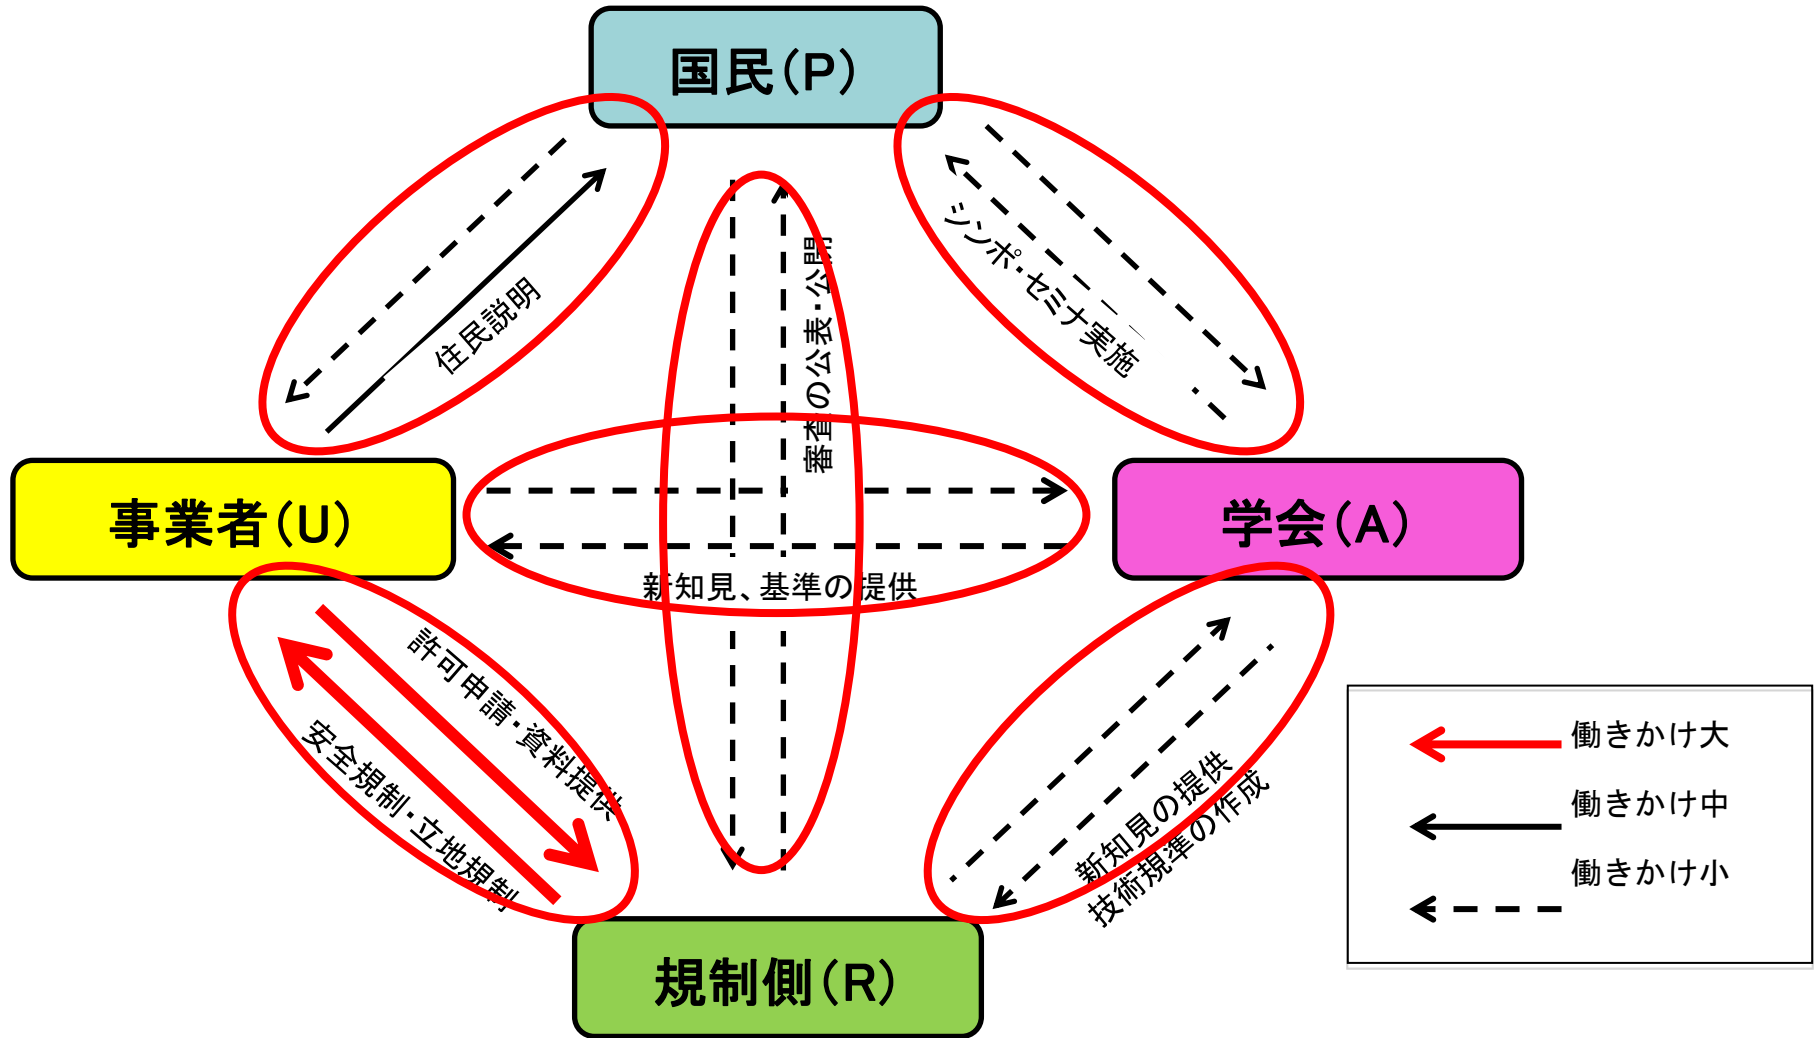 国民(P)
住民説明
審査の公表・公開
シンポ・セミナ実施
事業者(U)
学会(A)
新知見、基準の提供
許可申請・資料提供
安全規制・立地規制
新知見の提供
技術規準の作成
規制側(R)
働きかけ大
働きかけ中
働きかけ小